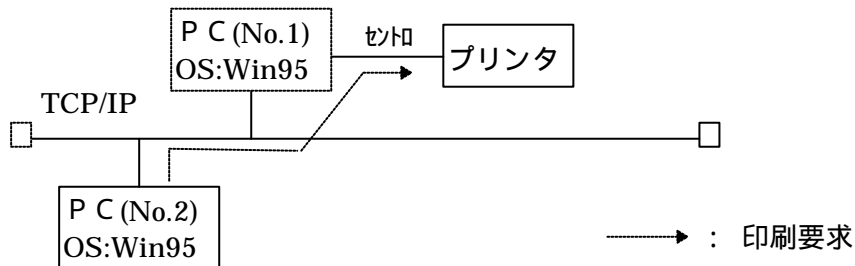 ＰＣ(No.1)
OS:Win95
ｾﾝﾄﾛ
プリンタ
TCP/IP
ＰＣ(No.2)
OS:Win95
： 印刷要求